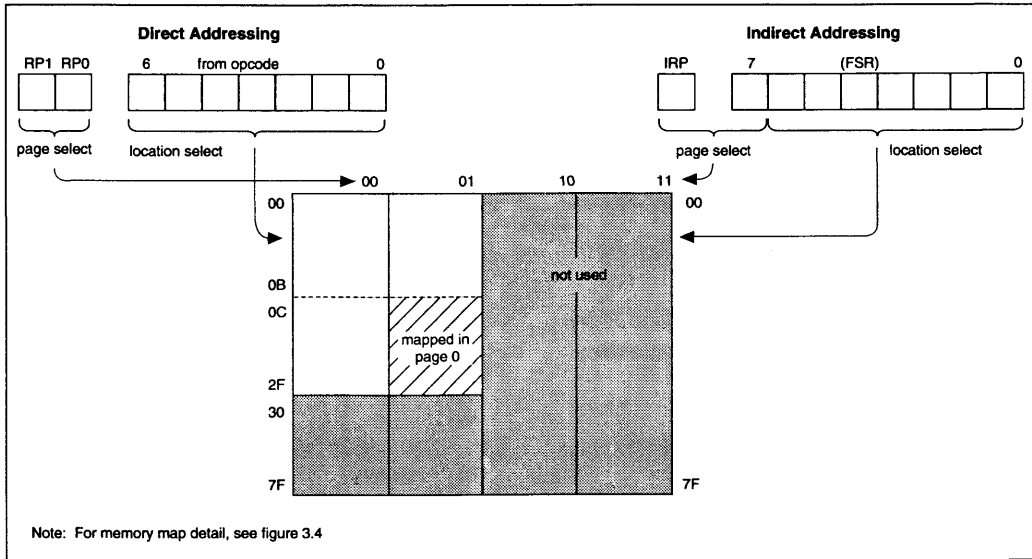 Direct Addressing
Indirect Addressing
RP1 RP0
6 from opcode 0
IRP
7 (FSR) 0
page select
location select
page select
location select
00 01 10 11
00
00
0B
0C
2F
30
7F
7F
not used
mapped in
page 0
Note: For memory map detail, see figure 3.4